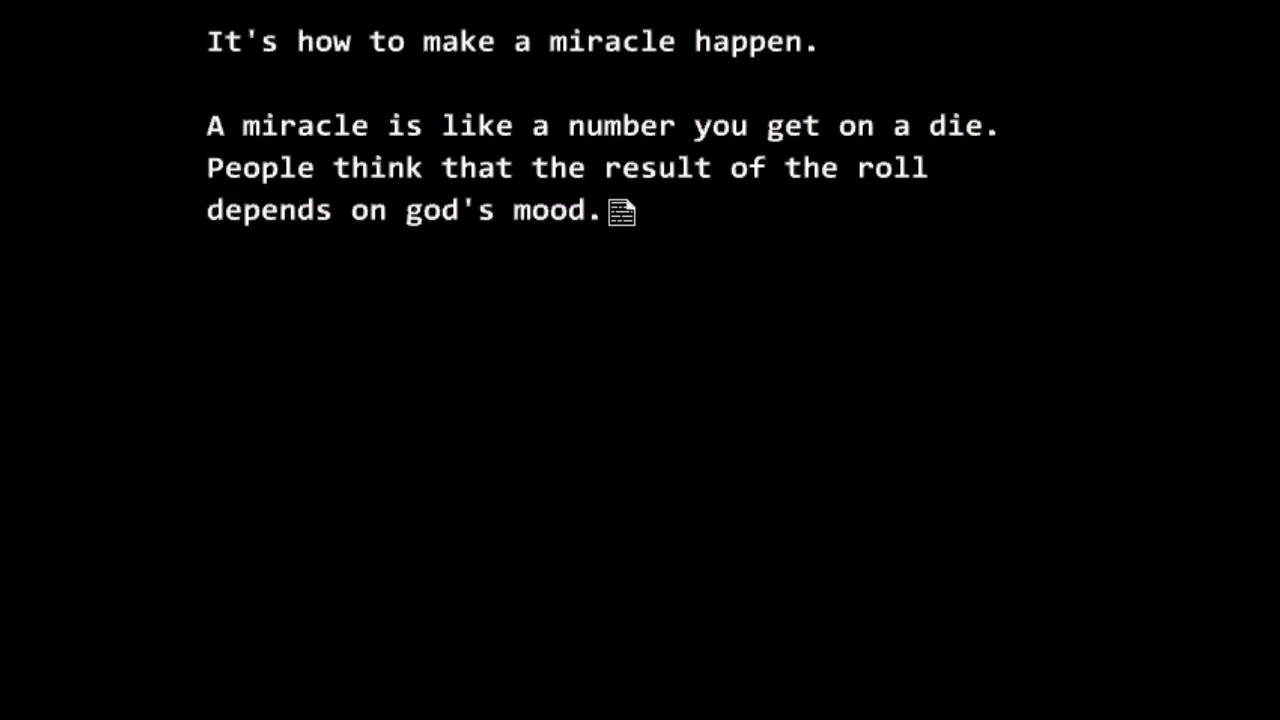 It's how to make a miracle happen.
A miracle is like a number you get on a die.
People think that the result of the roll
depends on god's mood.